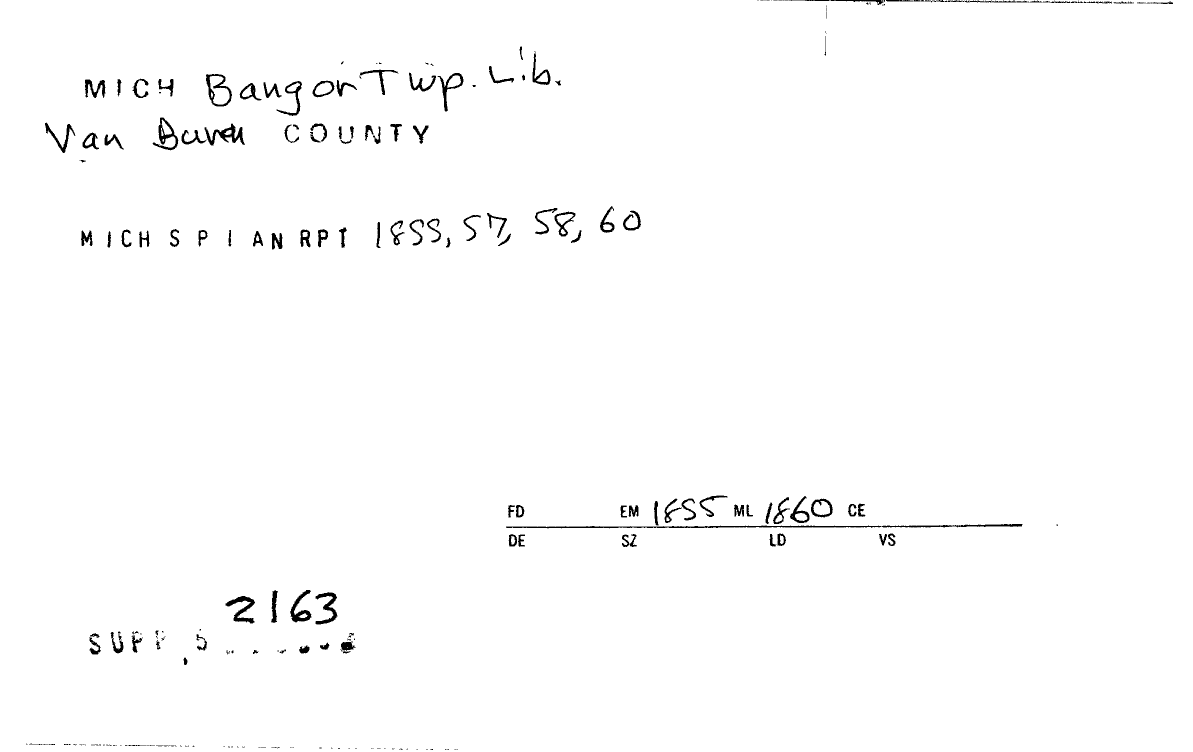 MICH Bangor Twp. Lib.
Van Buren COUNTY
MICH S P I AN RPT 1855, 57, 58, 60
FD EM 1855 ML 1860 CE
DE SZ LD VS
2163
SUPP,5